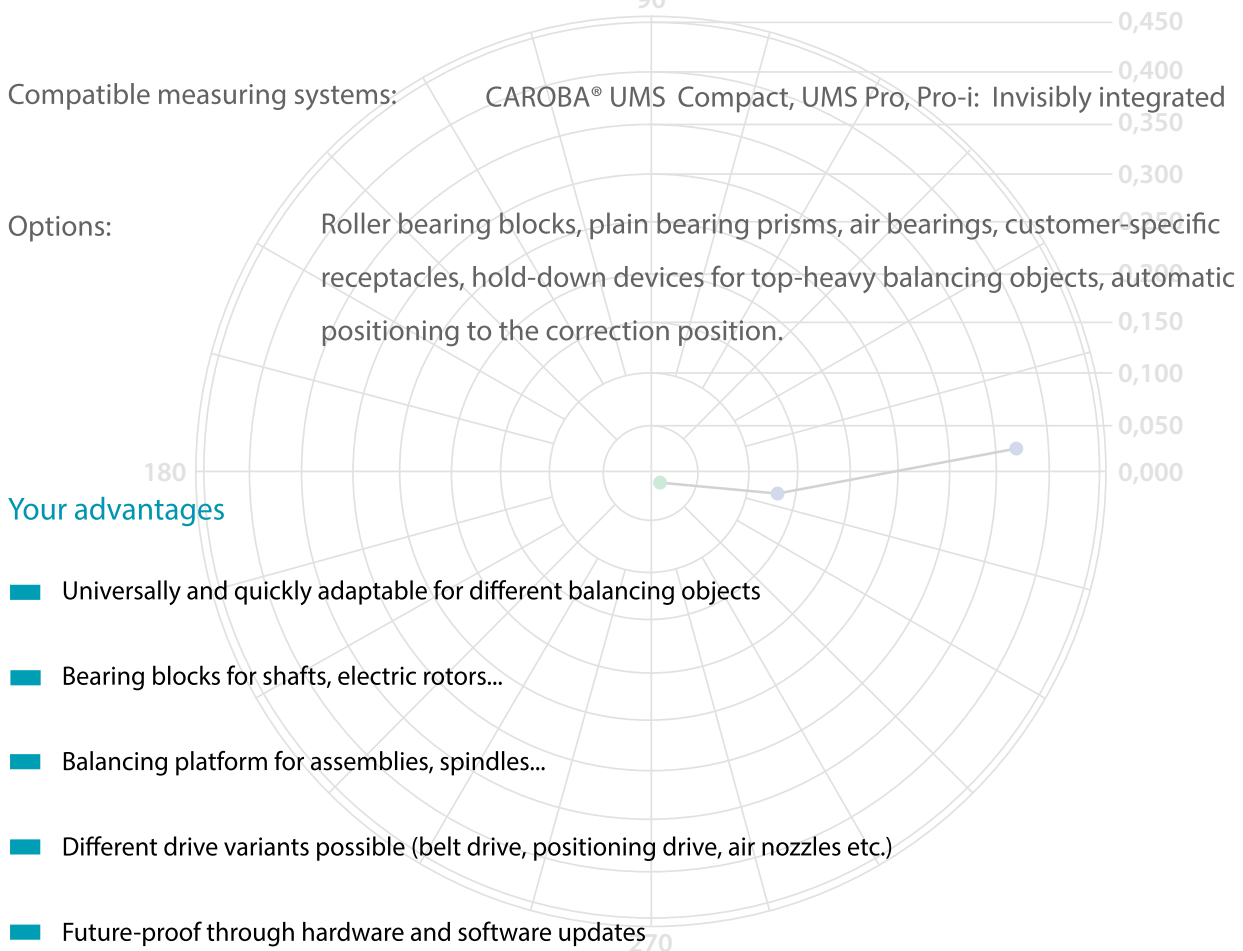 90
0,450
0,400
Compatible measuring systems: CAROBA® UMS Compact, UMS Pro, Pro-i: Invisibly integrated
0,350
0,300
Options: Roller bearing blocks, plain bearing prisms, air bearings, customer-specific
0,250
receptacles, hold-down devices for top-heavy balancing objects, automatic
0,200
positioning to the correction position.
0,150
0,100
0,050
180
0,000
Your advantages
Universally and quickly adaptable for different balancing objects
Bearing blocks for shafts, electric rotors...
Balancing platform for assemblies, spindles...
Different drive variants possible (belt drive, positioning drive, air nozzles etc.)
Future-proof through hardware and software updates
270